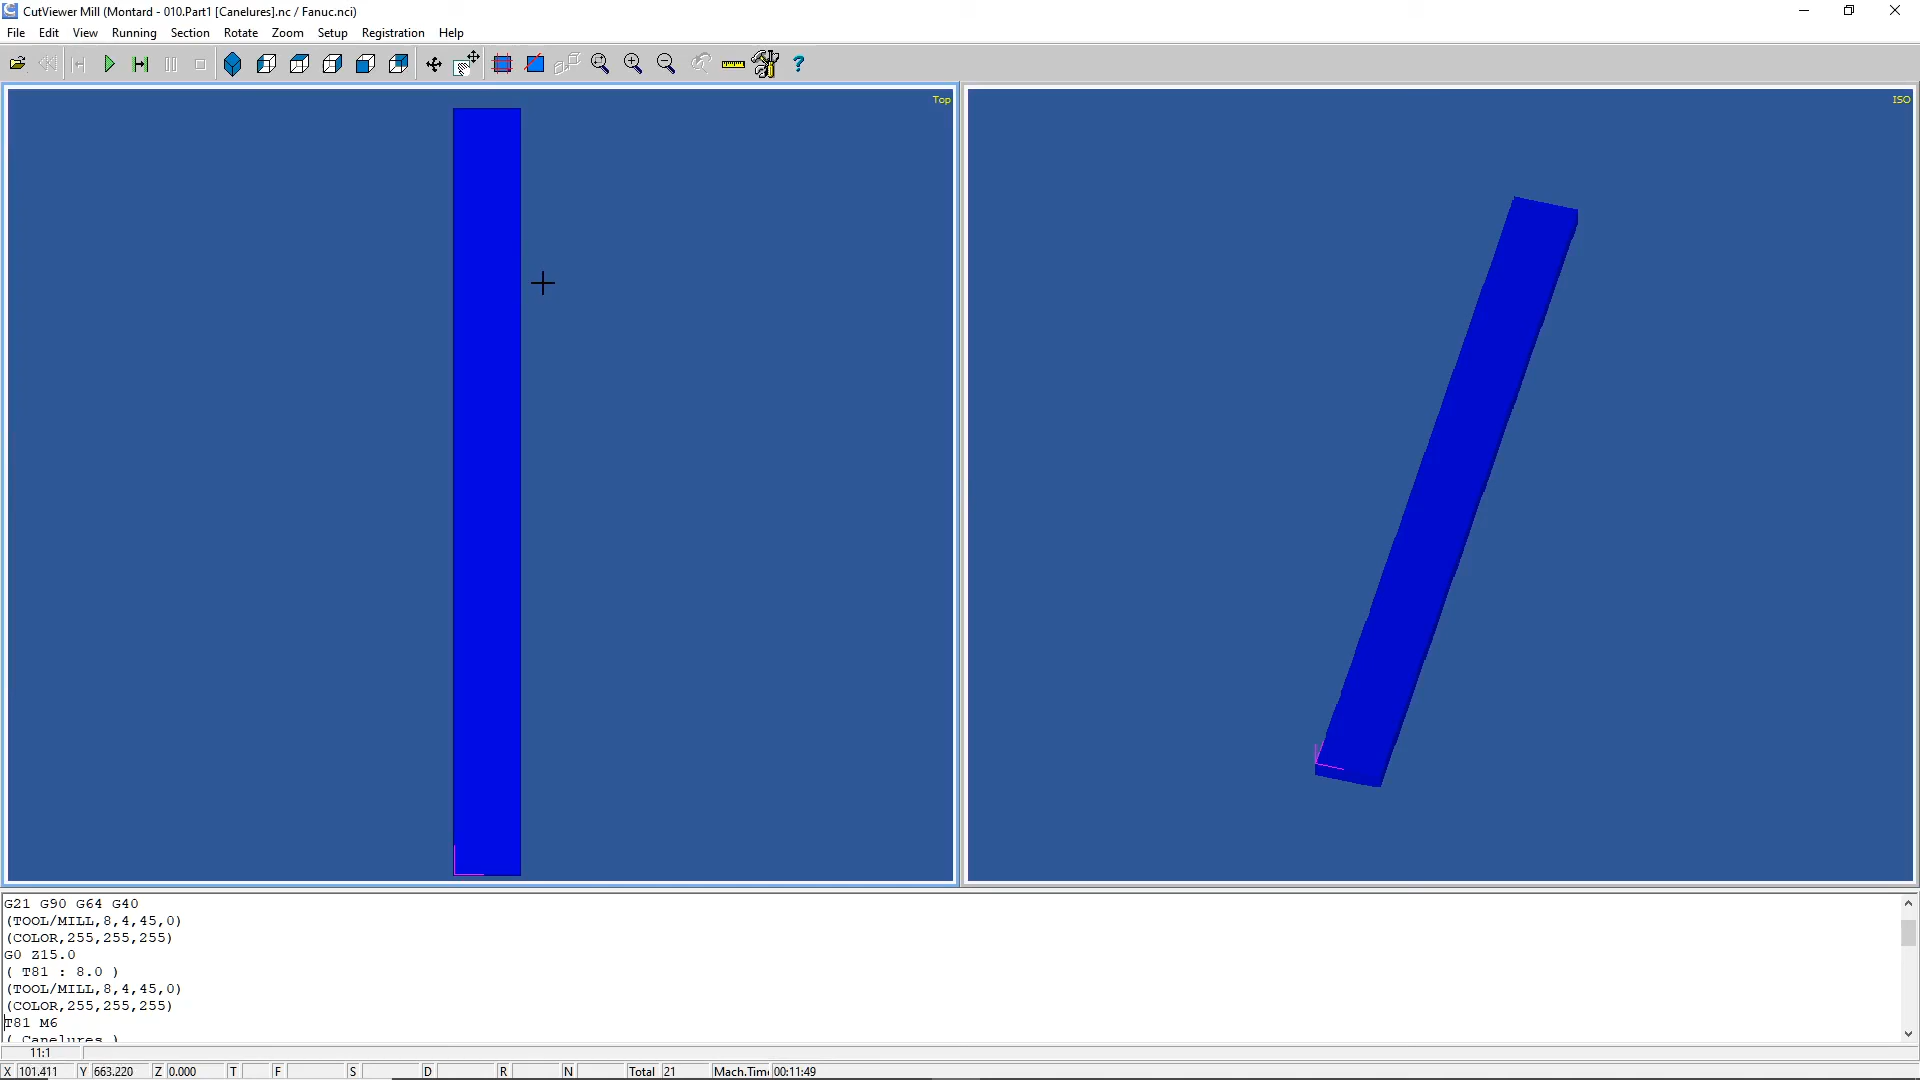 CutViewer Mill (Montard - 010.Part1 [Canelures].nc / Fanuc.nci)
File Edit View Running Section Rotate Zoom Setup Registration Help
Top
ISO
G21 G90 G64 G40
(TOOL/MILL,8,4,45,0)
(COLOR,255,255,255)
G0 Z15.0
( T81 : 8.0 )
(TOOL/MILL,8,4,45,0)
(COLOR,255,255,255)
T81 M6
( Canelures )
11:1
X 101.411 Y 663.220 Z 0.000 T F S D R N Total 21 Mach.Time 00:11:49